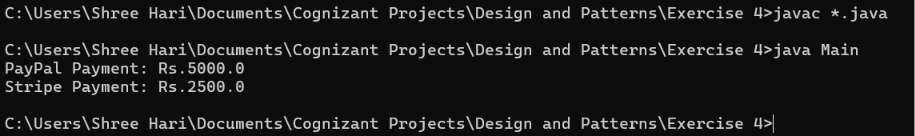 C:\Users\Shree Hari\Documents\Cognizant Projects\Design and Patterns\Exercise 4>javac *.java
C:\Users\Shree Hari\Documents\Cognizant Projects\Design and Patterns\Exercise 4>java Main
PayPal Payment: Rs.5000.0
Stripe Payment: Rs.2500.0
C:\Users\Shree Hari\Documents\Cognizant Projects\Design and Patterns\Exercise 4>